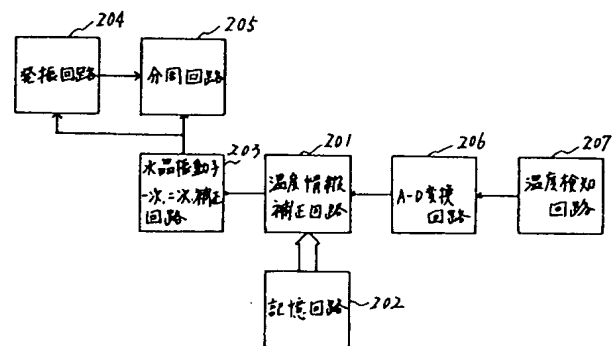 204
205
発振回路
分周回路
203
201
206
207
水晶振動子
一次,二次,補正
回路
温度情報
補正回路
A-D変換
回路
温度検知
回路
記憶回路
202